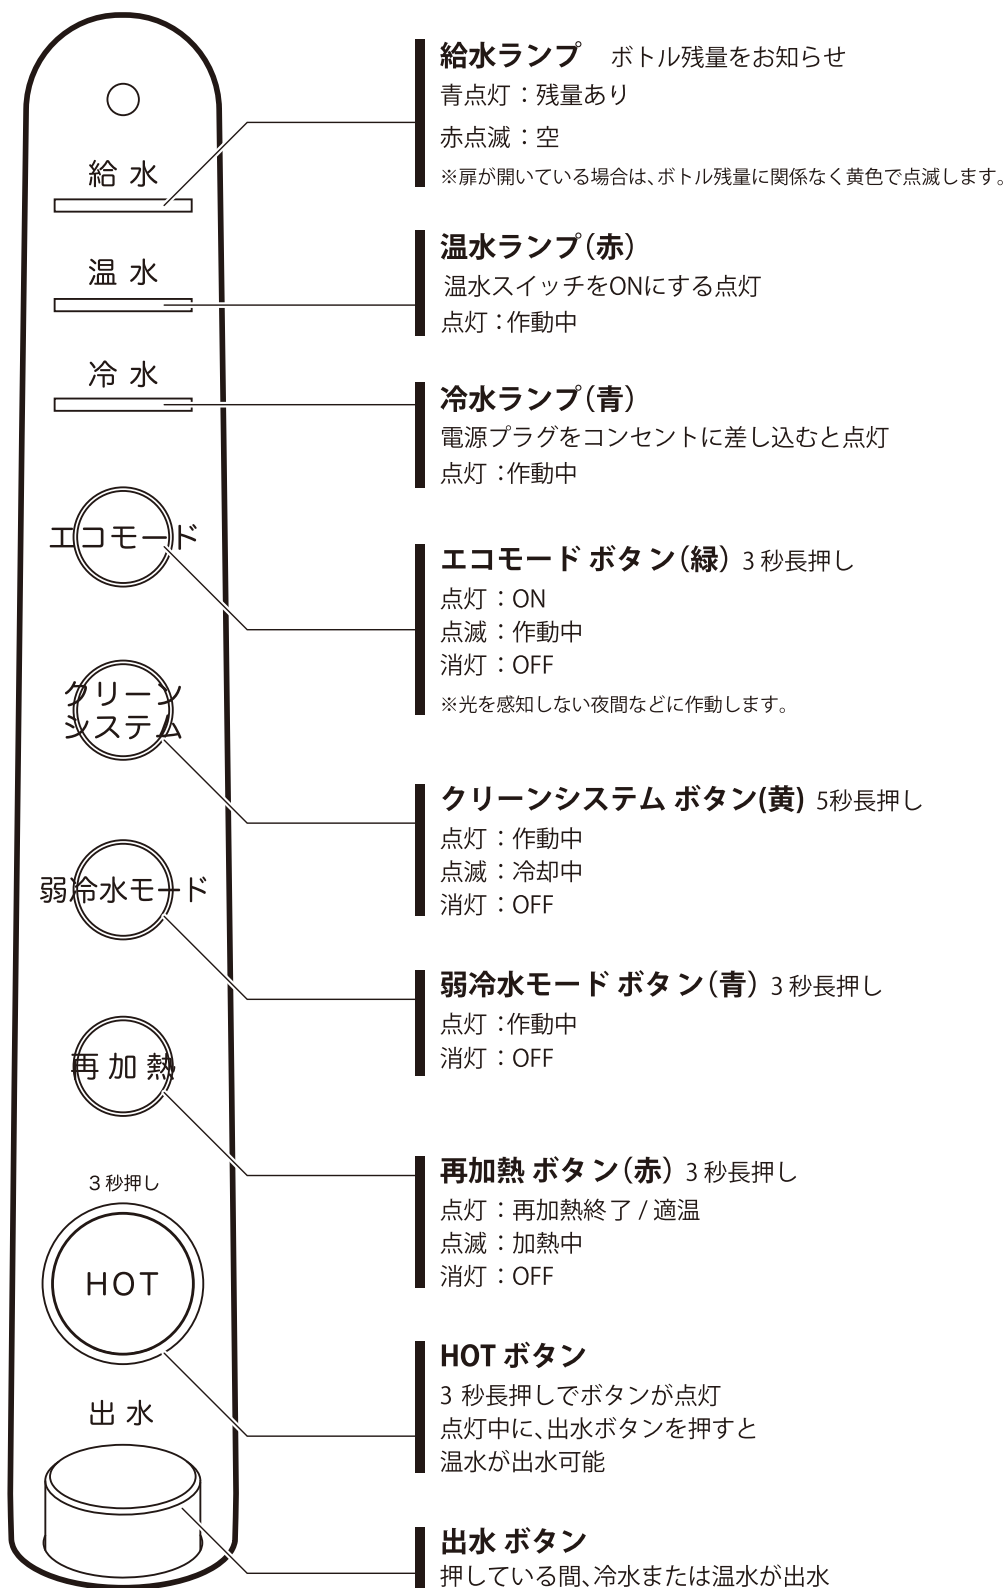 給水
温水
冷水
エコモード
クリーン
システム
弱冷水モード
再加熱
3秒押し
HOT
出水
給水ランプ ボトル残量をお知らせ
青点灯：残量あり
赤点滅：空
※扉が開いている場合は、ボトル残量に関係なく黄色で点滅します。
温水ランプ（赤）
温水スイッチをONにする点灯
点灯：作動中
冷水ランプ（青）
電源プラグをコンセントに差し込むと点灯
点灯：作動中
エコモード ボタン（緑） 3秒長押し
点灯：ON
点滅：作動中
消灯：OFF
※光を感知しない夜間などに作動します。
クリーンシステム ボタン(黄) 5秒長押し
点灯：作動中
点滅：冷却中
消灯：OFF
弱冷水モード ボタン（青） 3秒長押し
点灯：作動中
消灯：OFF
再加熱 ボタン（赤） 3秒長押し
点灯：再加熱終了 / 適温
点滅：加熱中
消灯：OFF
HOT ボタン
3 秒長押しでボタンが点灯
点灯中に、出水ボタンを押すと
温水が出水可能
出水 ボタン
押している間、冷水または温水が出水